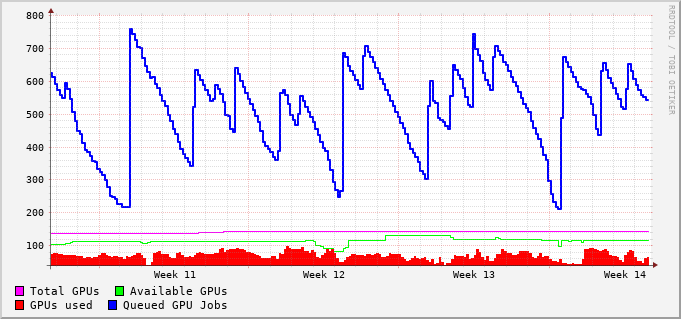 800
700
600
500
400
300
200
100
Week 11 Week 12 Week 13 Week 14
Total GPUs Available GPUs
GPUs used Queued GPU Jobs
RRDTOOL / TOBI OETIKER